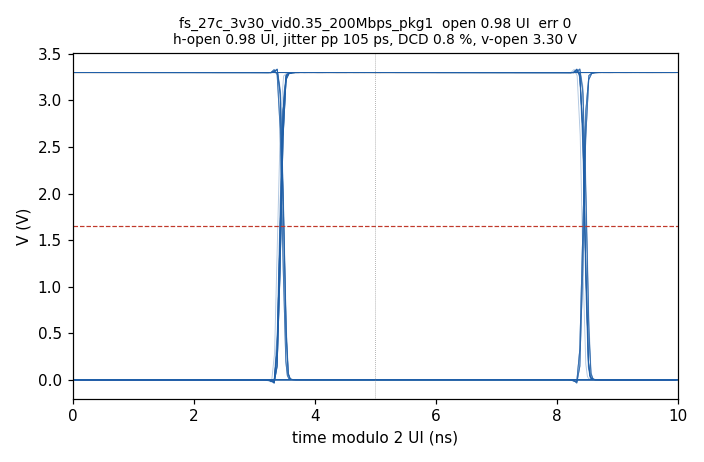 fs_27c_3v30_vid0.35_200Mbps_pkg1  open 0.98 UI  err 0
h-open 0.98 UI, jitter pp 105 ps, DCD 0.8 %, v-open 3.30 V
3.5
3.0
2.5
2.0
1.5
1.0
0.5
0.0
V (V)
0 2 4 6 8 10
time modulo 2 UI (ns)